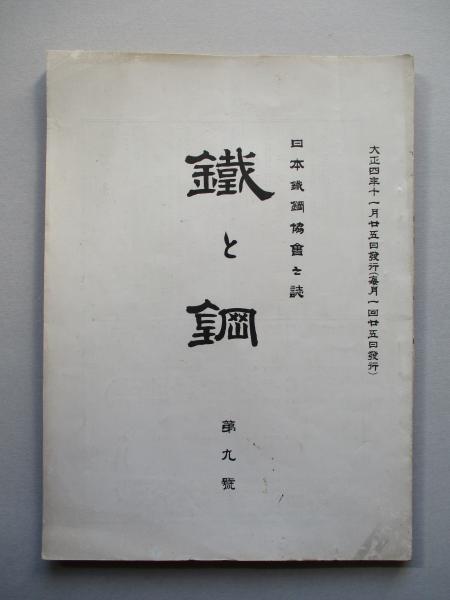 大正四年十一月廿五日發行(每月一回廿五日發行)
日本鐵鋼協會々誌
鐵と鋼
第九號